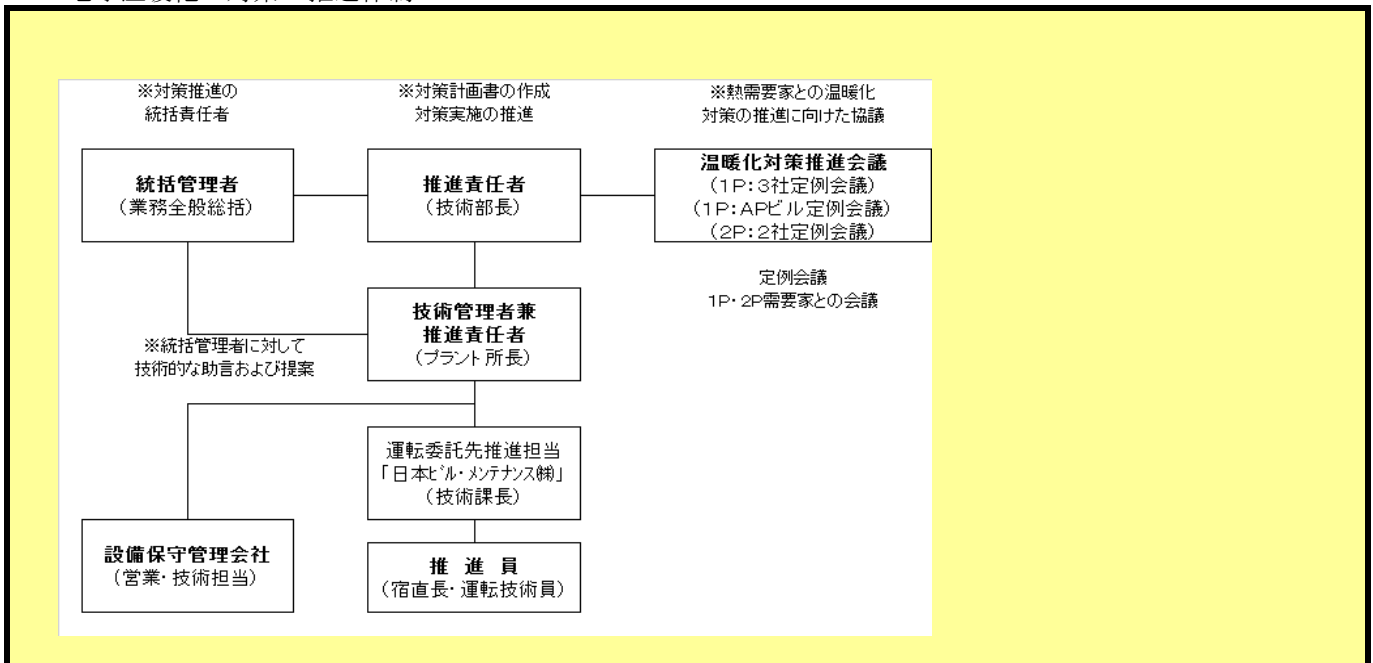 ※対策推進の
統括責任者
※対策計画書の作成
対策実施の推進
※熱需要家との温暖化
対策の推進に向けた協議
統括管理者
（業務全般総括）
推進責任者
（技術部長）
温暖化対策推進会議
（１Ｐ：３社定例会議）
（１Ｐ：ＡＰビル定例会議）
（２Ｐ：２社定例会議）
定例会議
１Ｐ・２Ｐ需要家との会議
技術管理者兼
推進責任者
（プラント所長）
※統括管理者に対して
技術的な助言および提案
運転委託先推進担当
「日本ﾋﾞﾙ・ﾒﾝﾃﾅﾝｽ㈱」
（技術課長）
設備保守管理会社
（営業・技術担当）
推 進 員
（宿直長・運転技術員）